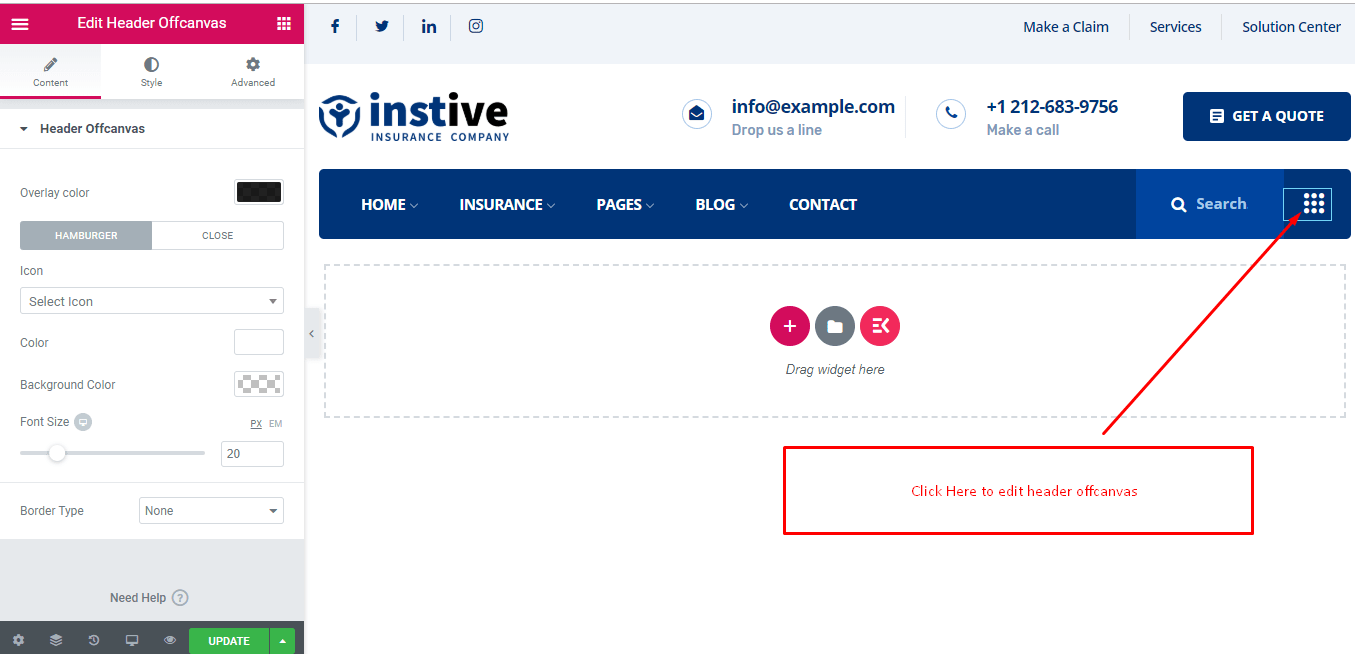 Edit Header Offcanvas
Content
Style
Advanced
Header Offcanvas
Overlay color
HAMBURGER
CLOSE
Icon
Select Icon
Color
Background Color
Font Size
PX EM
20
Border Type
None
Need Help ?
UPDATE
f
in
Make a Claim
Services
Solution Center
instive
INSURANCE COMPANY
info@example.com
Drop us a line
+1 212-683-9756
Make a call
GET A QUOTE
HOME
INSURANCE
PAGES
BLOG
CONTACT
Search
Drag widget here
Click Here to edit header offcanvas